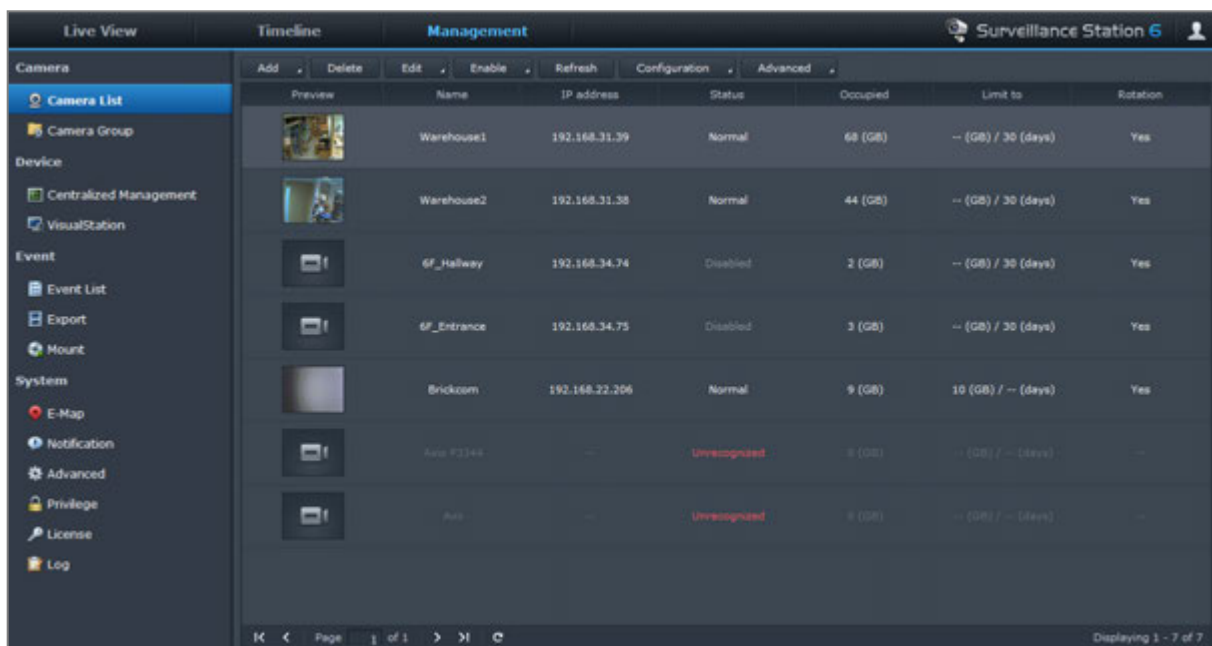 Live View Timeline Management Surveillance Station 6
Camera
Camera List
Camera Group
Device
Centralized Management
VisualStation
Event
Event List
Export
Mount
System
E-Map
Notification
Advanced
Privilege
License
Log
Add Delete Edit Enable Refresh Configuration Advanced
Preview Name IP address Status Occupied Limit to Rotation
Warehouse1 192.168.31.39 Normal 68 (GB) -- (GB) / 30 (days) Yes
Warehouse2 192.168.31.38 Normal 44 (GB) -- (GB) / 30 (days) Yes
6F_Hallway 192.168.34.74 Disabled 2 (GB) -- (GB) / 30 (days) Yes
6F_Entrance 192.168.34.75 Disabled 3 (GB) -- (GB) / 30 (days) Yes
Brickcom 192.168.22.206 Normal 9 (GB) 10 (GB) / -- (days) Yes
-- Unrecognized (GB) -- (GB) / -- (days) --
-- Unrecognized (GB) -- (GB) / -- (days) --
Page 1 of 1 Displaying 1 - 7 of 7